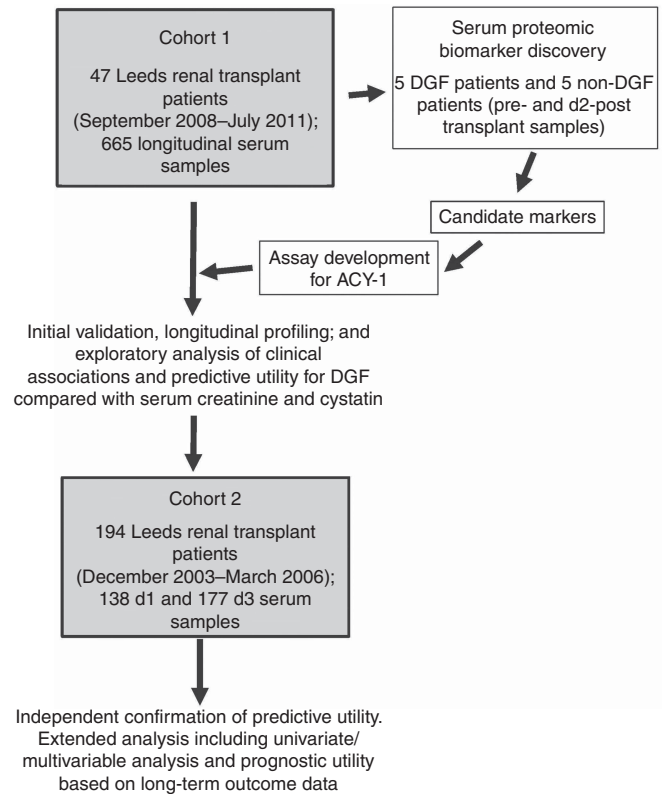 Cohort 1
47 Leeds renal transplant
patients
(September 2008–July 2011);
665 longitudinal serum
samples
Serum proteomic
biomarker discovery
5 DGF patients and 5 non-DGF
patients (pre- and d2-post
transplant samples)
Candidate markers
Assay development
for ACY-1
Initial validation, longitudinal profiling; and
exploratory analysis of clinical
associations and predictive utility for DGF
compared with serum creatinine and cystatin
Cohort 2
194 Leeds renal transplant
patients
(December 2003–March 2006);
138 d1 and 177 d3 serum
samples
Independent confirmation of predictive utility.
Extended analysis including univariate/
multivariable analysis and prognostic utility
based on long-term outcome data